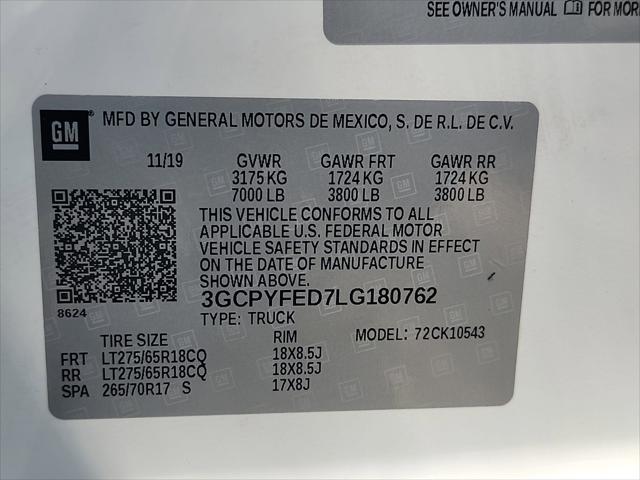 SEE OWNER'S MANUAL FOR MOR
GM
MFD BY GENERAL MOTORS DE MEXICO, S. DE R.L. DE C.V.
11/19 GVWR GAWR FRT GAWR RR
3175 KG 1724 KG 1724 KG
7000 LB 3800 LB 3800 LB
THIS VEHICLE CONFORMS TO ALL
APPLICABLE U.S. FEDERAL MOTOR
VEHICLE SAFETY STANDARDS IN EFFECT
ON THE DATE OF MANUFACTURE
SHOWN ABOVE.
3GCPYFED7LG180762
8624
TYPE: TRUCK
TIRE SIZE RIM MODEL: 72CK10543
FRT LT275/65R18CQ 18X8.5J
RR LT275/65R18CQ 18X8.5J
SPA 265/70R17 S 17X8J